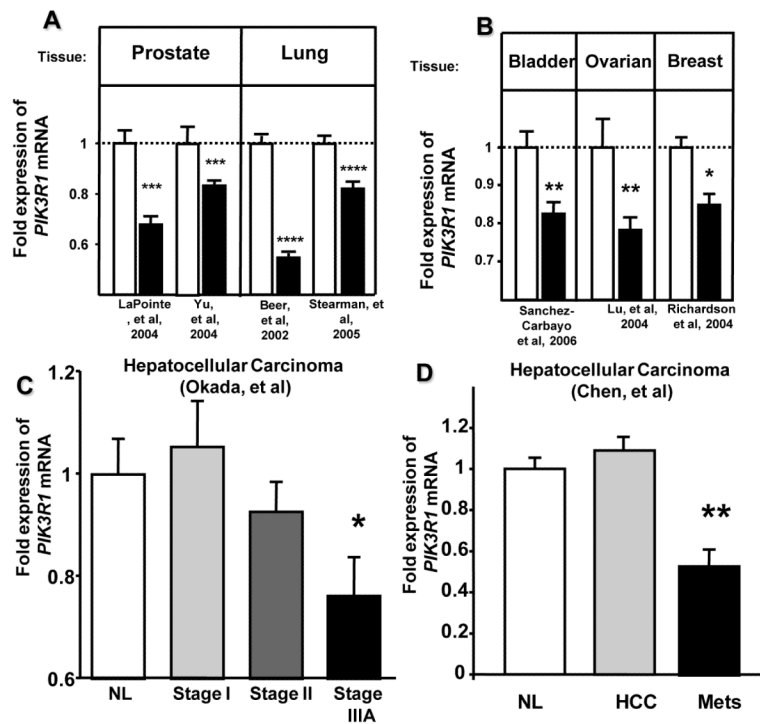 A
Tissue:
Prostate
Lung
Fold expression of
PIK3R1 mRNA
1
0.8
0.6
***
***
****
****
LaPointe
, et al,
2004
Yu,
et al,
2004
Beer,
et al,
2002
Stearman, et
al,
2005
B
Tissue:
Bladder
Ovarian
Breast
Fold expression of
PIK3R1 mRNA
1
0.9
0.8
0.7
**
**
*
Sanchez-
Carbayo
et al, 2006
Lu, et al,
2004
Richardson
et al, 2004
C
Hepatocellular Carcinoma
(Okada, et al)
Fold expression of
PIK3R1 mRNA
1.2
1
0.8
0.6
*
NL
Stage I
Stage II
Stage
IIIA
D
Hepatocellular Carcinoma
(Chen, et al)
Fold expression of
PIK3R1 mRNA
1.2
1
0.8
0.6
0.4
0.2
0
**
NL
HCC
Mets